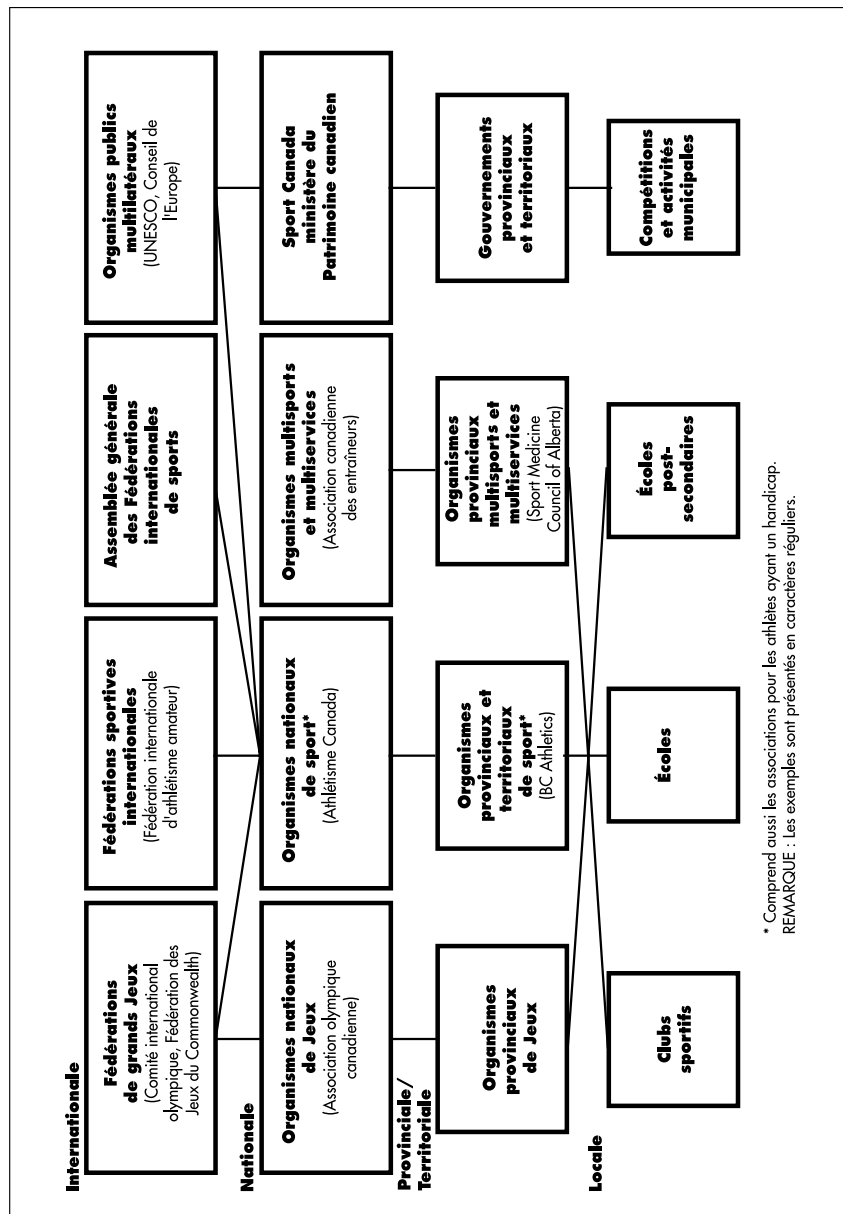 Internationale
Fédérations
de grands Jeux
(Comité international
olympique, Fédération des
Jeux du Commonwealth)
Fédérations sportives
internationales
(Fédération internationale
d'athlétisme amateur)
Assemblée générale
des Fédérations
internationales
de sports
Organismes publics
multilatéraux
(UNESCO, Conseil de
l'Europe)
Nationale
Organismes nationaux
de Jeux
(Association olympique
canadienne)
Organismes nationaux
de sport*
(Athlétisme Canada)
Organismes multisports
et multiservices
(Association canadienne
des entraîneurs)
Sport Canada
ministère du
Patrimoine canadien
Provinciale/
Territoriale
Organismes
provinciaux
de Jeux
Organismes
provinciaux et
territoriaux
de sport*
(BC Athletics)
Organismes
provinciaux
multisports et
multiservices
(Sport Medicine
Council of Alberta)
Gouvernements
provinciaux
et territoriaux
Locale
Clubs
sportifs
Écoles
Écoles
post-
secondaires
Compétitions
et activités
municipales
* Comprend aussi les associations pour les athlètes ayant un handicap.
REMARQUE : Les exemples sont présentés en caractères réguliers.